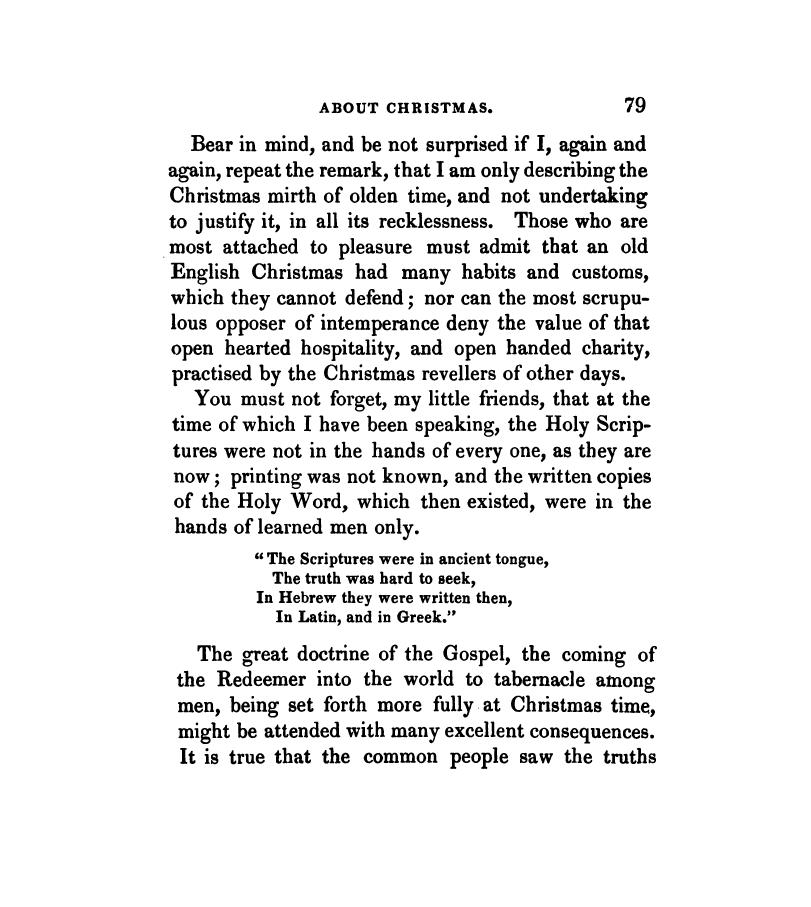 ABOUT CHRISTMAS. 79
Bear in mind, and be not surprised if I, again and
again, repeat the remark, that I am only describing the
Christmas mirth of olden time, and not undertaking
to justify it, in all its recklessness. Those who are
most attached to pleasure must admit that an old
English Christmas had many habits and customs,
which they cannot defend; nor can the most scrupu-
lous opposer of intemperance deny the value of that
open hearted hospitality, and open handed charity,
practised by the Christmas revellers of other days.
You must not forget, my little friends, that at the
time of which I have been speaking, the Holy Scrip-
tures were not in the hands of every one, as they are
now; printing was not known, and the written copies
of the Holy Word, which then existed, were in the
hands of learned men only.
“The Scriptures were in ancient tongue,
The truth was hard to seek,
In Hebrew they were written then,
In Latin, and in Greek.”
The great doctrine of the Gospel, the coming of
the Redeemer into the world to tabernacle among
men, being set forth more fully at Christmas time,
might be attended with many excellent consequences.
It is true that the common people saw the truths